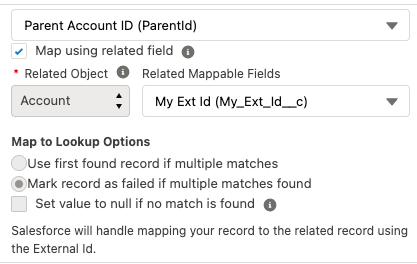 Parent Account ID (ParentId)
Map using related field
* Related Object Related Mappable Fields
Account My Ext Id (My_Ext_Id__c)
Map to Lookup Options
Use first found record if multiple matches
Mark record as failed if multiple matches found
Set value to null if no match is found
Salesforce will handle mapping your record to the related record using
the External Id.